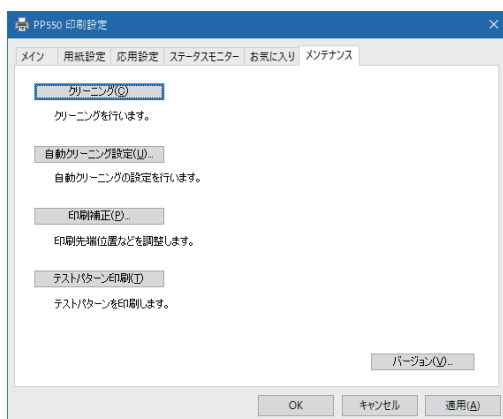 PP550 印刷設定
メイン 用紙設定 応用設定 ステータスモニター お気に入り メンテナンス
クリーニング(C)
クリーニングを行います。
自動クリーニング設定(U)...
自動クリーニングの設定を行います。
印刷補正(P)...
印刷先端位置などを調整します。
テストパターン印刷(T)
テストパターンを印刷します。
バージョン(V)...
OK キャンセル 適用(A)